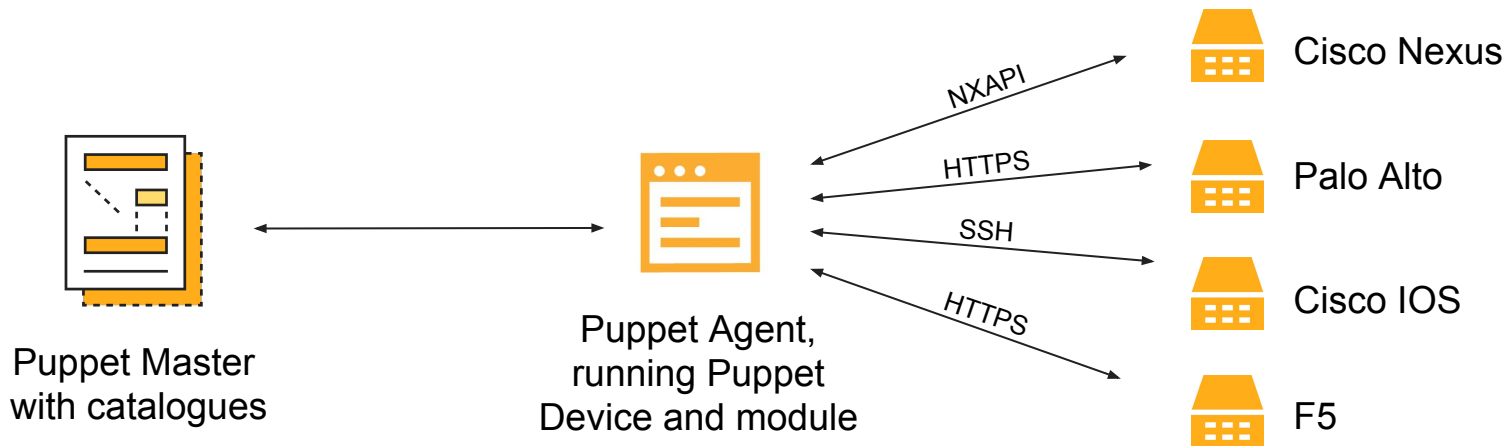 Puppet Master
with catalogues
Puppet Agent,
running Puppet
Device and module
NXAPI
HTTPS
SSH
HTTPS
Cisco Nexus
Palo Alto
Cisco IOS
F5